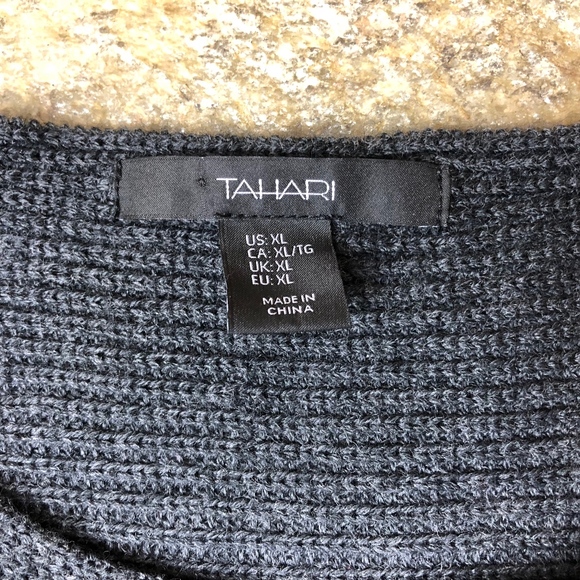 TAHARI
US: XL
CA: XL/TG
UK: XL
EU: XL
MADE IN
CHINA